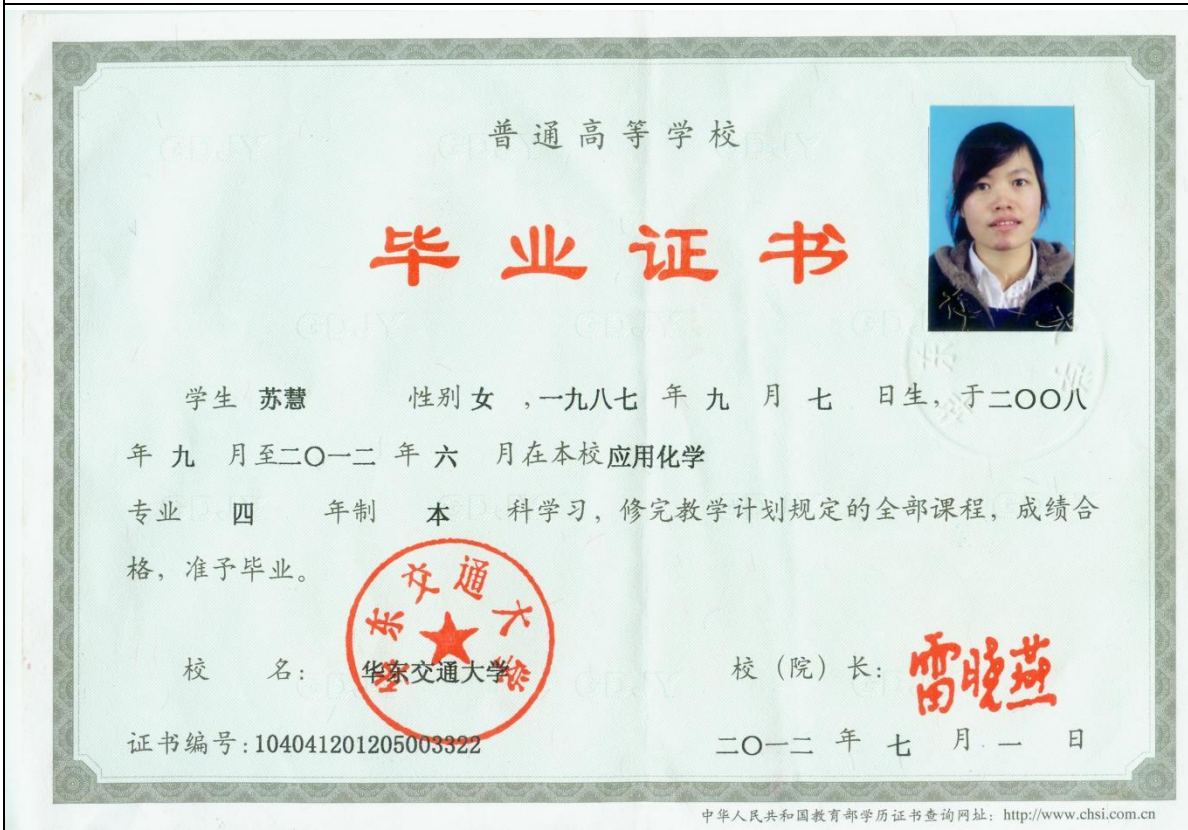 普通高等学校
毕业证书
学生 苏慧 性别 女 ,一九八七 年 九 月 七 日生，于二〇〇八
年 九 月至二〇一二 年 六 月在本校应用化学
专业 四 年制 本 科学习，修完教学计划规定的全部课程，成绩合
格，准予毕业。
华东交通大学
校 名： 华东交通大学 校（院）长：雷晓燕
证书编号:104041201205003322 二〇一二 年 七 月 一 日
中华人民共和国教育部学历证书查询网址：http://www.chsi.com.cn